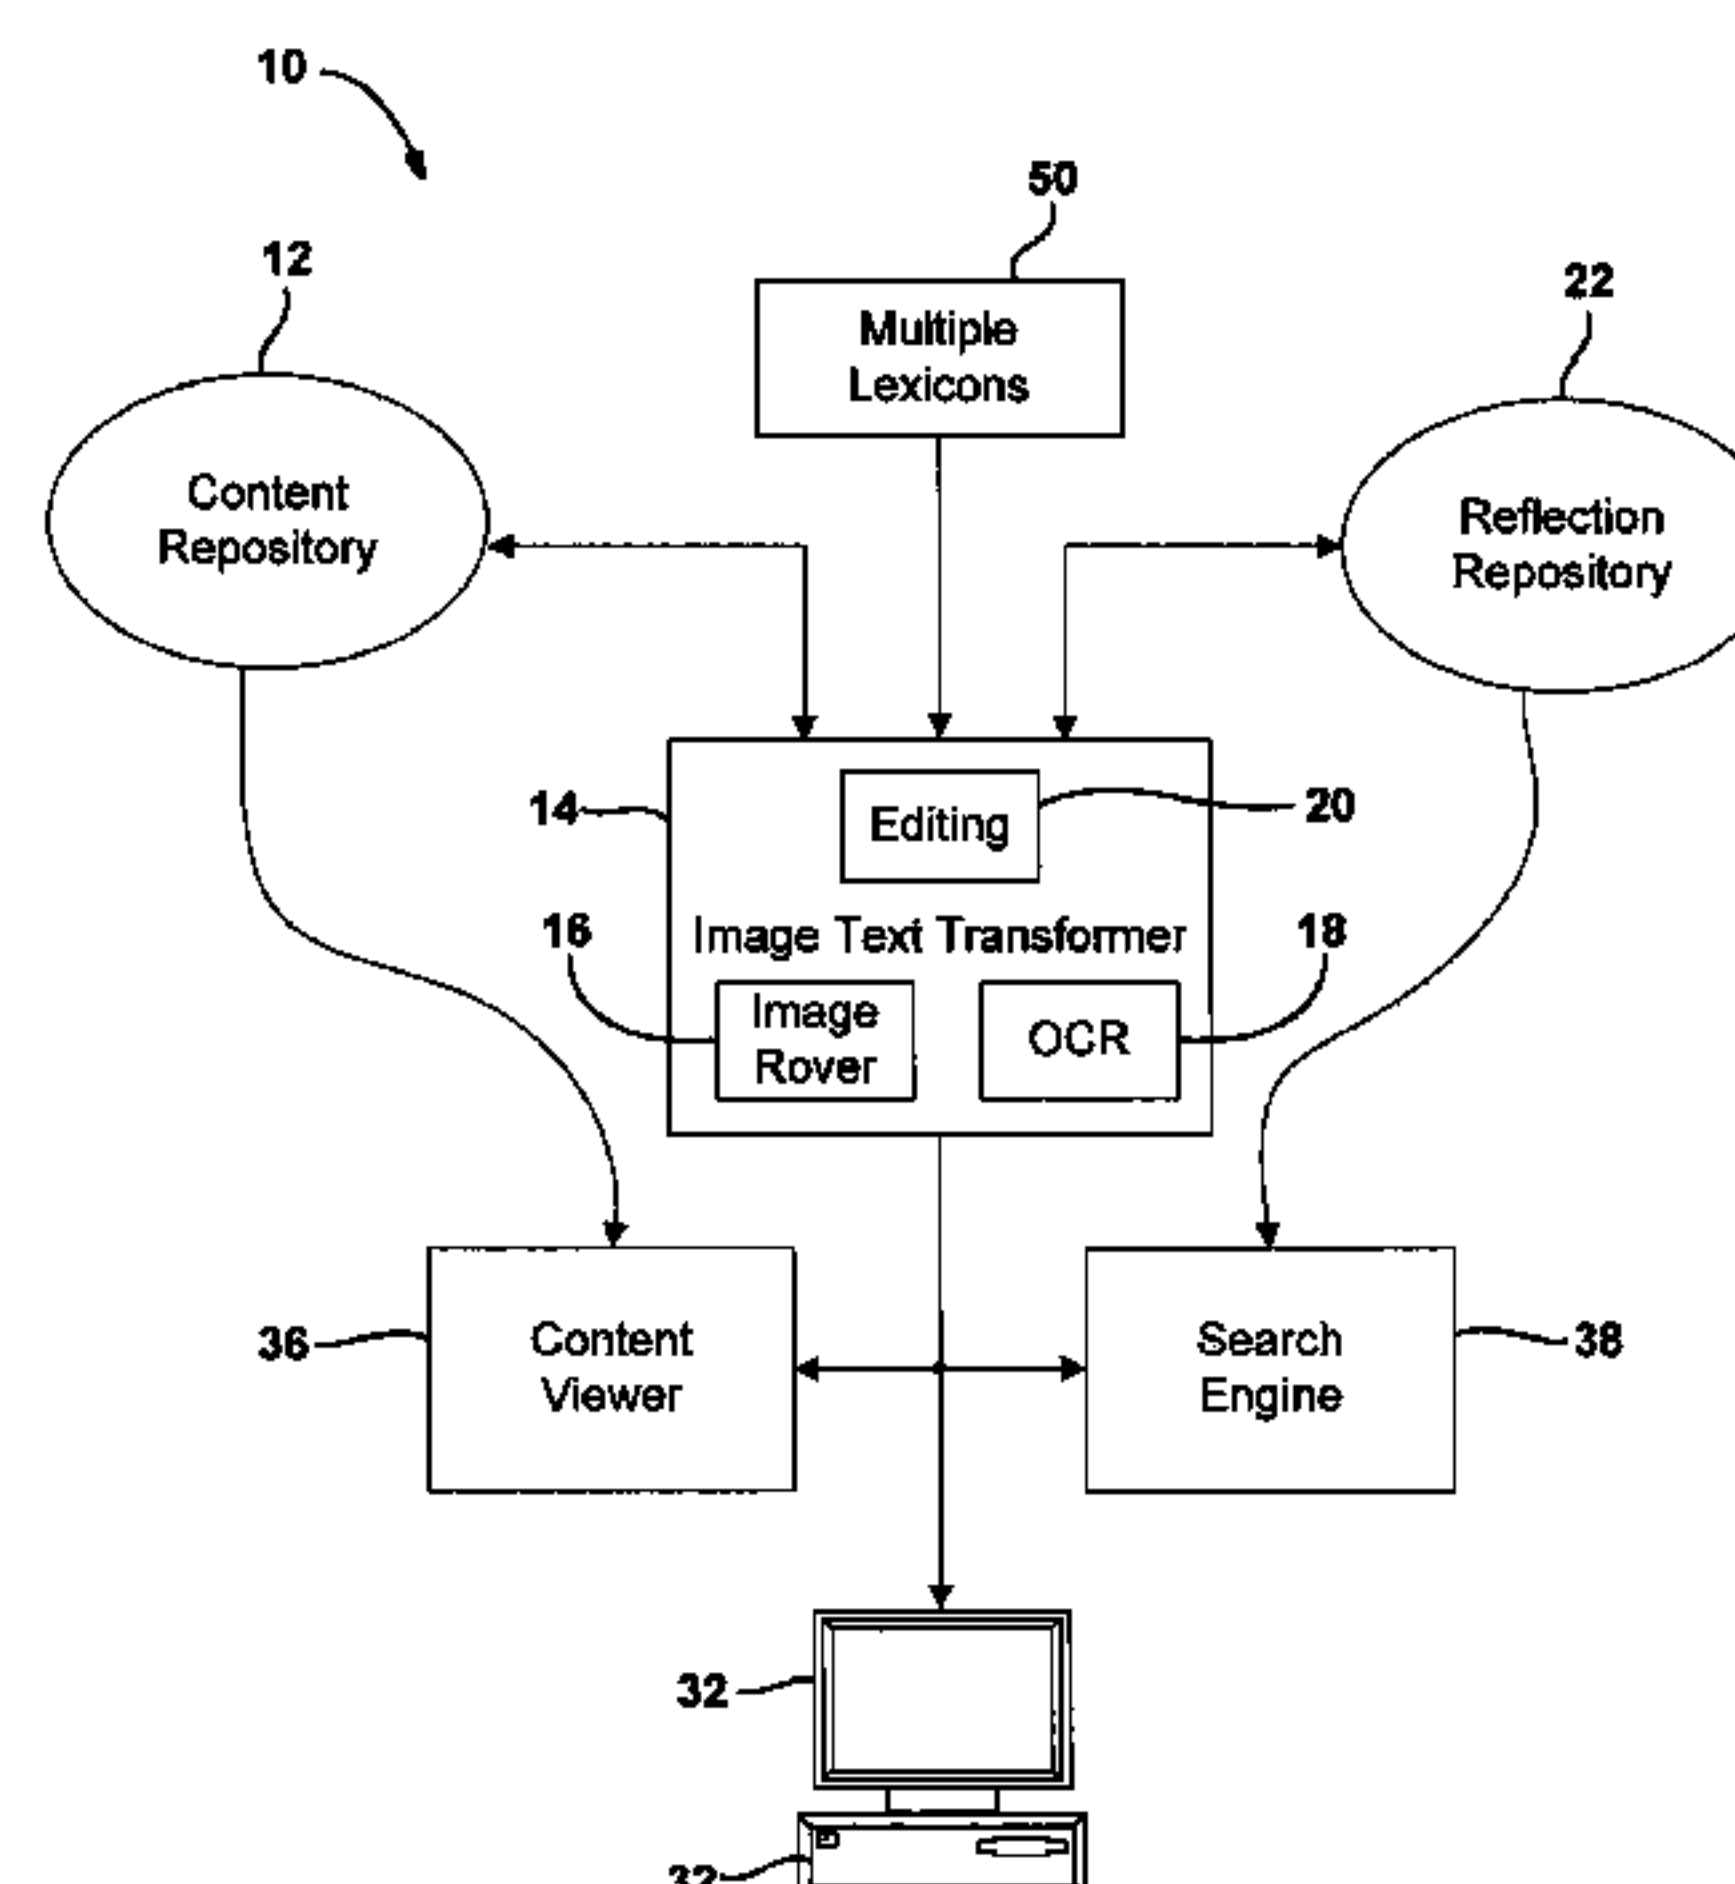 10
50
12
22
Multiple
Lexicons
Content
Repository
Reflection
Repository
14
Editing
20
16
Image Text Transformer
18
Image
Rover
OCR
36
Content
Viewer
Search
Engine
38
32
32